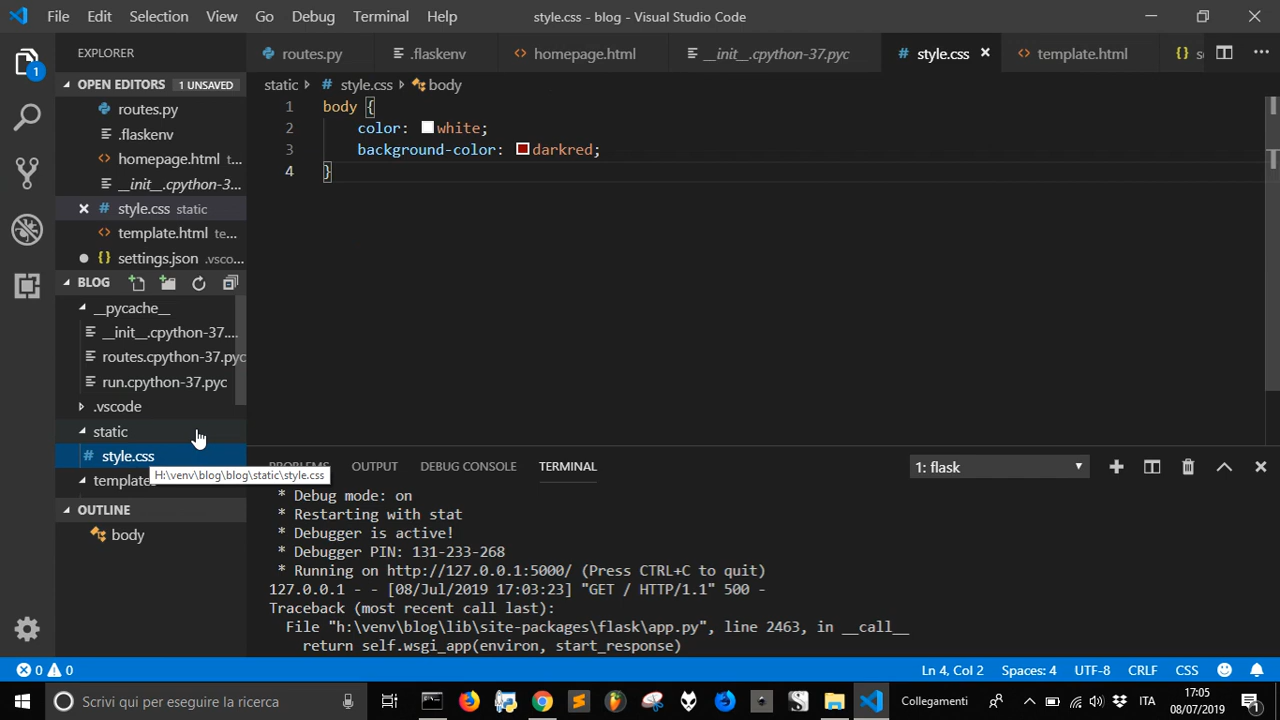 File Edit Selection View Go Debug Terminal Help style.css - blog - Visual Studio Code
EXPLORER
routes.py .flaskenv homepage.html __init__.cpython-37.pyc style.css template.html s
OPEN EDITORS 1 UNSAVED
routes.py
.flaskenv
homepage.html t...
__init__.cpython-3...
style.css static
template.html te...
settings.json .vsco...
BLOG
__pycache__
__init__.cpython-37....
routes.cpython-37.pyc
run.cpython-37.pyc
.vscode
static
style.css
H:\venv\blog\blog\static\style.css
templates
OUTLINE
body
static › style.css › body
1 body {
2 color: white;
3 background-color: darkred;
4 }
PROBLEMS OUTPUT DEBUG CONSOLE TERMINAL 1: flask
* Debug mode: on
* Restarting with stat
* Debugger is active!
* Debugger PIN: 131-233-268
* Running on http://127.0.0.1:5000/ (Press CTRL+C to quit)
127.0.0.1 - - [08/Jul/2019 17:03:23] "GET / HTTP/1.1" 500 -
Traceback (most recent call last):
File "h:\venv\blog\lib\site-packages\flask\app.py", line 2463, in __call__
return self.wsgi_app(environ, start_response)
0 0 Ln 4, Col 2 Spaces: 4 UTF-8 CRLF CSS
Scrivi qui per eseguire la ricerca Collegamenti ITA 17:05
08/07/2019
1
1